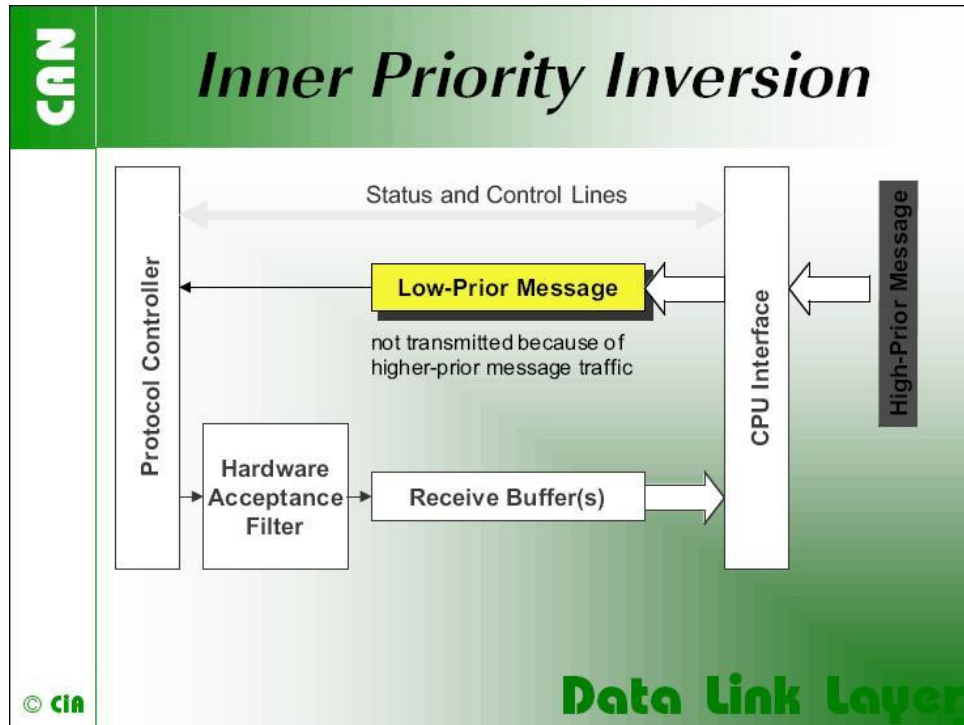 CAN
Inner Priority Inversion
Status and Control Lines
Protocol Controller
Low-Prior Message
not transmitted because of
higher-prior message traffic
CPU Interface
High-Prior Message
Hardware
Acceptance
Filter
Receive Buffer(s)
© CiA
Data Link Layer